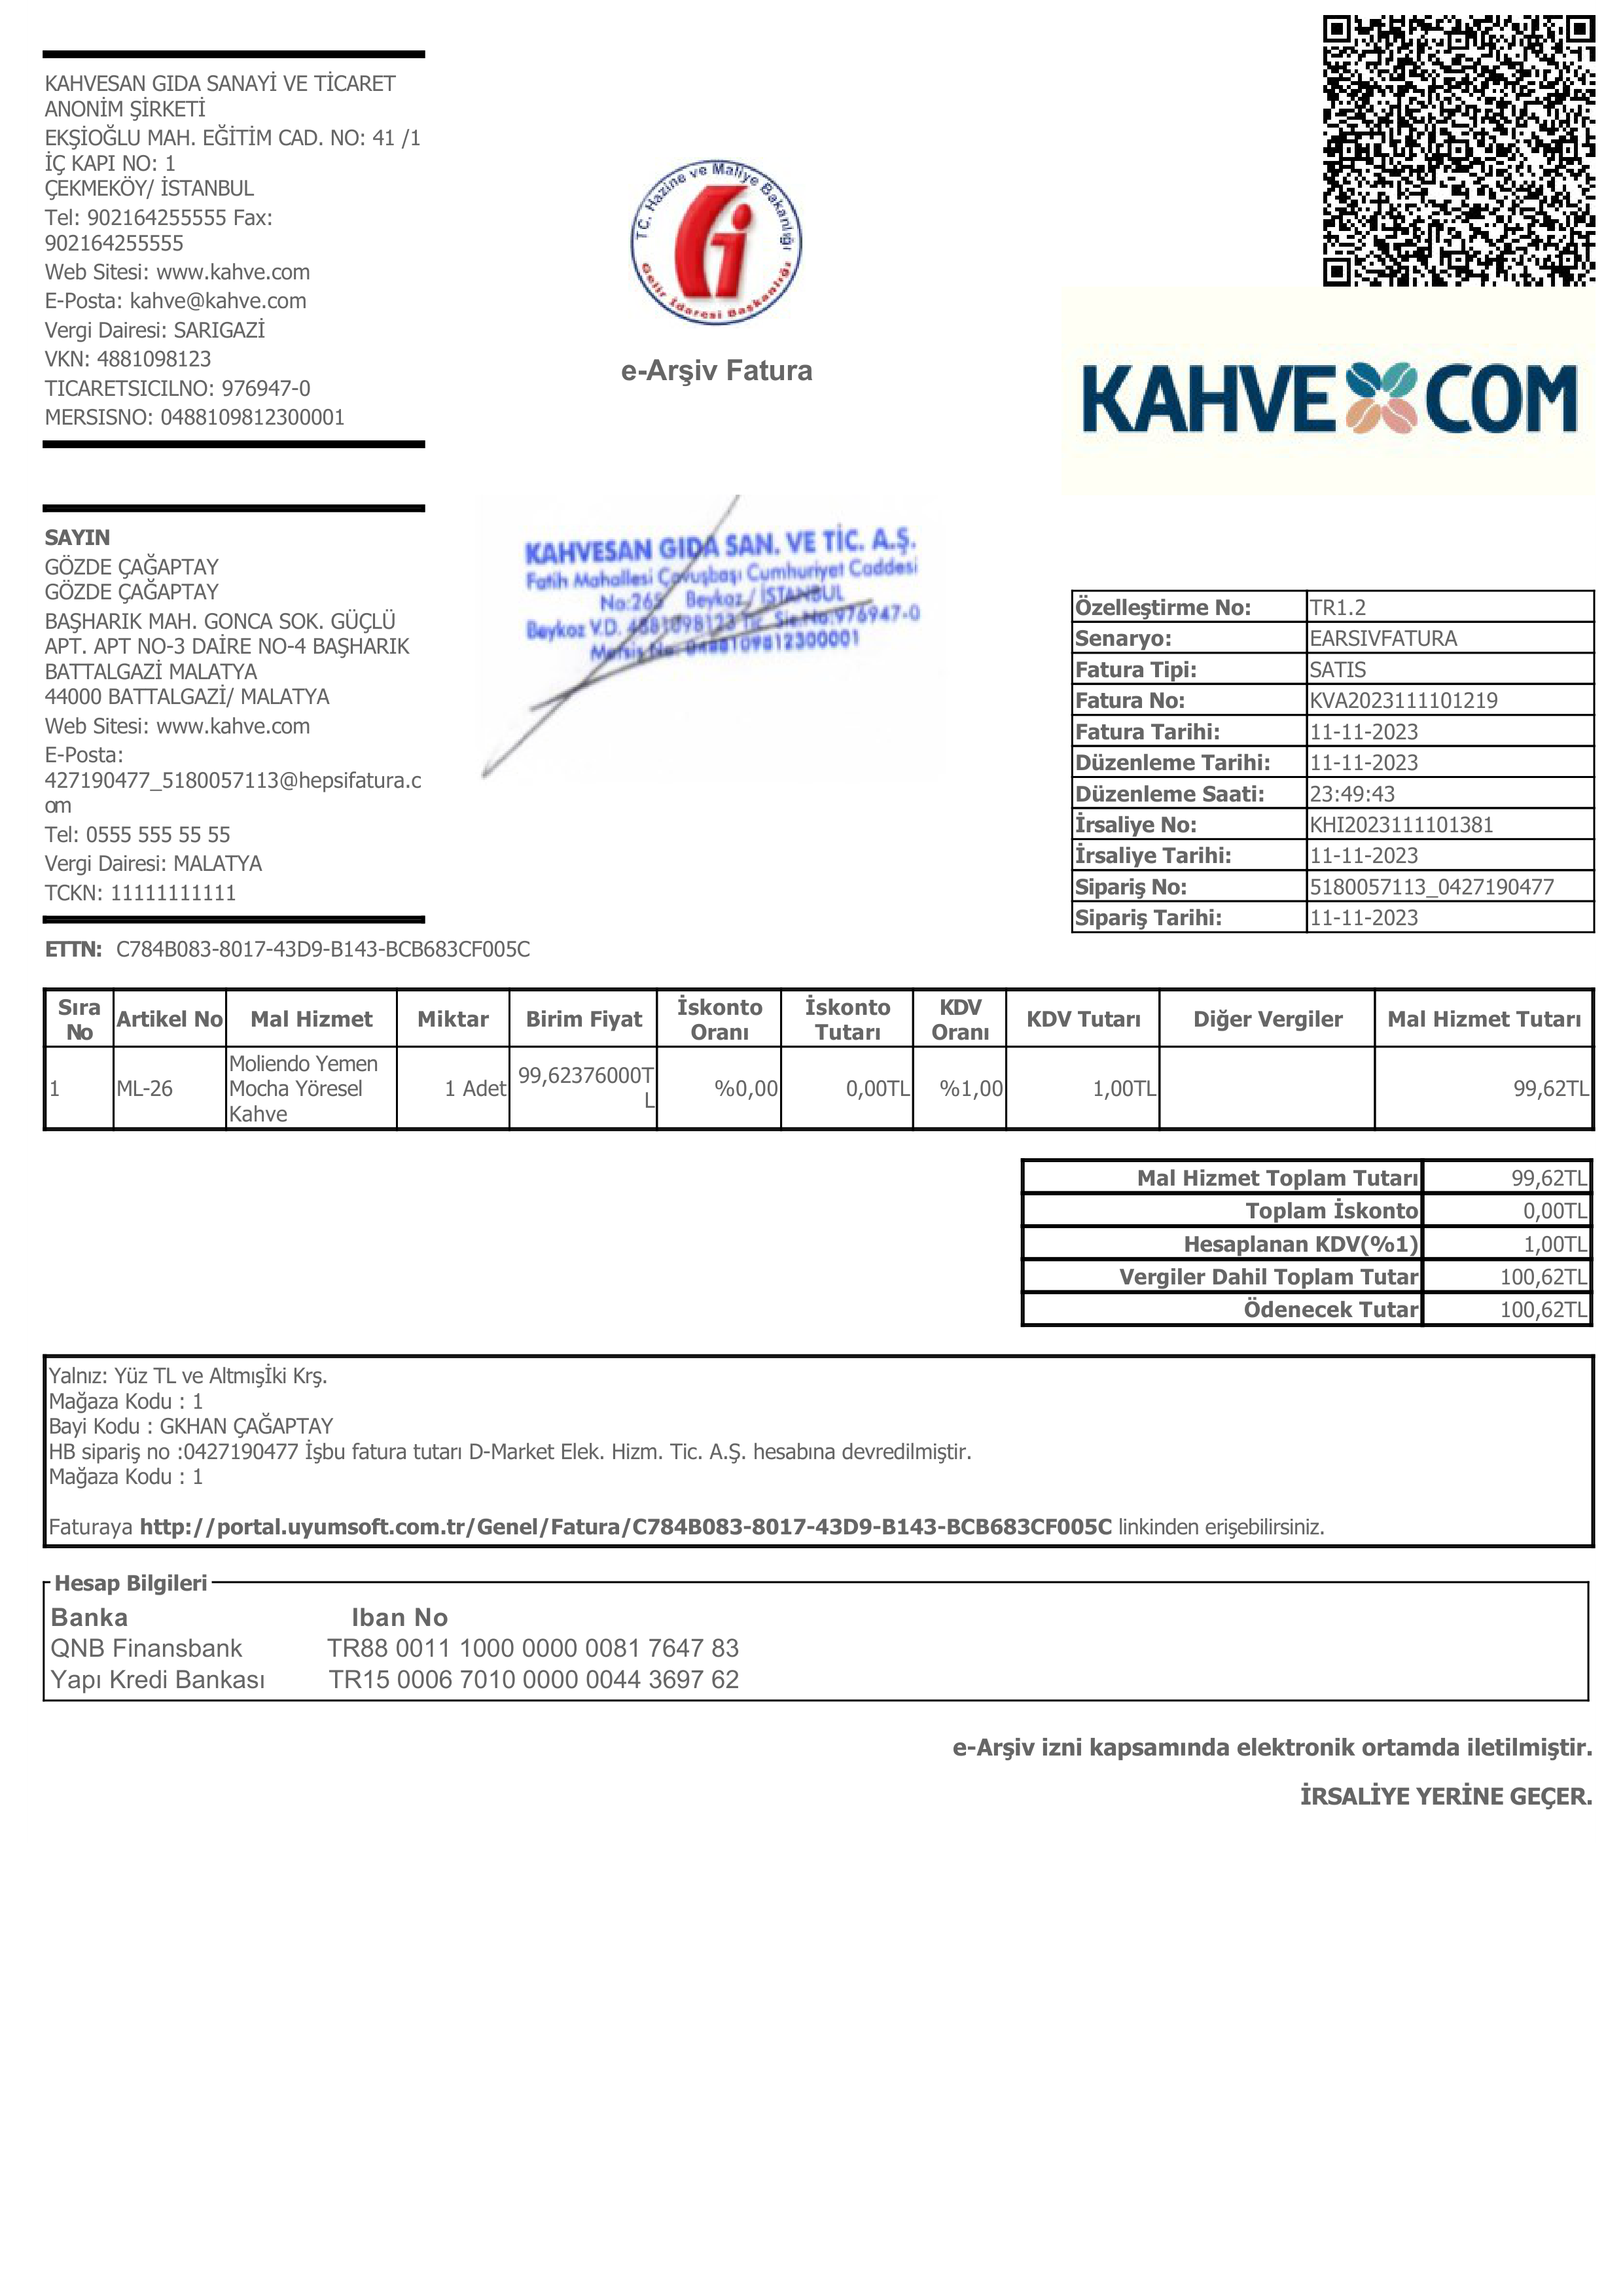 KAHVESAN GIDA SANAYİ VE TİCARET
ANONİM ŞİRKETİ
EKŞİOĞLU MAH. EĞİTİM CAD. NO: 41 /1
İÇ KAPI NO: 1
ÇEKMEKÖY/ İSTANBUL
Tel: 902164255555 Fax:
902164255555
Web Sitesi: www.kahve.com
E-Posta: kahve@kahve.com
Vergi Dairesi: SARIGAZİ
VKN: 4881098123
TICARETSICILNO: 976947-0
MERSISNO: 0488109812300001
TC. Hazine ve Maliye Bakanlığı
Gelir İdaresi Başkanlığı
e-Arşiv Fatura
KAHVE COM
SAYIN
GÖZDE ÇAĞAPTAY
GÖZDE ÇAĞAPTAY
BAŞHARIK MAH. GONCA SOK. GÜÇLÜ
APT. APT NO-3 DAİRE NO-4 BAŞHARIK
BATTALGAZİ MALATYA
44000 BATTALGAZİ/ MALATYA
Web Sitesi: www.kahve.com
E-Posta:
427190477_5180057113@hepsifatura.c
om
Tel: 0555 555 55 55
Vergi Dairesi: MALATYA
TCKN: 11111111111
KAHVESAN GIDA SAN. VE TİC. A.Ş.
Fatih Mahallesi Çavuşbaşı Cumhuriyet Caddesi
No:265 Beykoz / İSTANBUL
Beykoz V.D. 4881098123 Tic. Sic.No:976947-0
Mersis No: 0488109812300001
Özelleştirme No: TR1.2
Senaryo: EARSIVFATURA
Fatura Tipi: SATIS
Fatura No: KVA2023111101219
Fatura Tarihi: 11-11-2023
Düzenleme Tarihi: 11-11-2023
Düzenleme Saati: 23:49:43
İrsaliye No: KHI2023111101381
İrsaliye Tarihi: 11-11-2023
Sipariş No: 5180057113_0427190477
Sipariş Tarihi: 11-11-2023
ETTN: C784B083-8017-43D9-B143-BCB683CF005C
Sıra No Artikel No Mal Hizmet Miktar Birim Fiyat İskonto Oranı İskonto Tutarı KDV Oranı KDV Tutarı Diğer Vergiler Mal Hizmet Tutarı
1 ML-26 Moliendo Yemen Mocha Yöresel Kahve 1 Adet 99,62376000TL %0,00 0,00TL %1,00 1,00TL 99,62TL
Mal Hizmet Toplam Tutarı 99,62TL
Toplam İskonto 0,00TL
Hesaplanan KDV(%1) 1,00TL
Vergiler Dahil Toplam Tutar 100,62TL
Ödenecek Tutar 100,62TL
Yalnız: Yüz TL ve Altmışİki Krş.
Mağaza Kodu : 1
Bayi Kodu : GKHAN ÇAĞAPTAY
HB sipariş no :0427190477 İşbu fatura tutarı D-Market Elek. Hizm. Tic. A.Ş. hesabına devredilmiştir.
Mağaza Kodu : 1
Faturaya http://portal.uyumsoft.com.tr/Genel/Fatura/C784B083-8017-43D9-B143-BCB683CF005C linkinden erişebilirsiniz.
Hesap Bilgileri
Banka Iban No
QNB Finansbank TR88 0011 1000 0000 0081 7647 83
Yapı Kredi Bankası TR15 0006 7010 0000 0044 3697 62
e-Arşiv izni kapsamında elektronik ortamda iletilmiştir.
İRSALİYE YERİNE GEÇER.